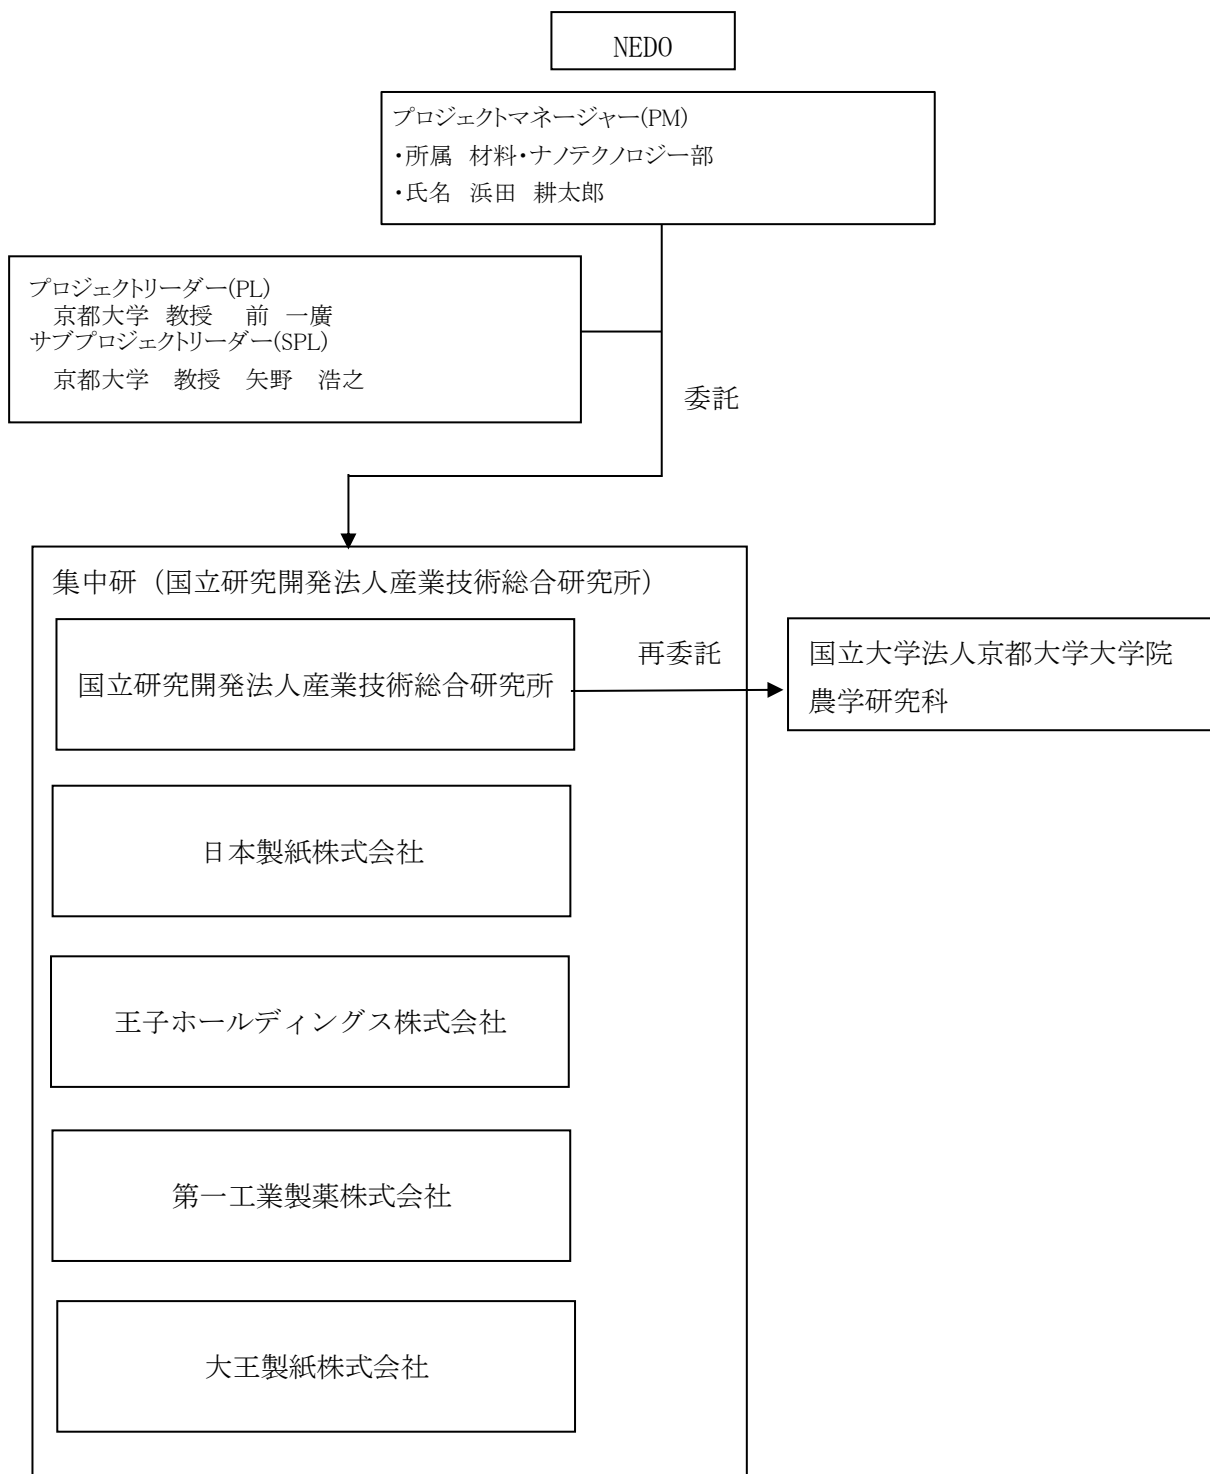 NEDO
プロジェクトマネージャー(PM)
・所属 材料・ナノテクノロジー部
・氏名 浜田 耕太郎
プロジェクトリーダー(PL)
京都大学 教授 前 一廣
サブプロジェクトリーダー(SPL)
京都大学 教授 矢野 浩之
委託
集中研（国立研究開発法人産業技術総合研究所）
国立研究開発法人産業技術総合研究所
再委託
国立大学法人京都大学大学院
農学研究科
日本製紙株式会社
王子ホールディングス株式会社
第一工業製薬株式会社
大王製紙株式会社